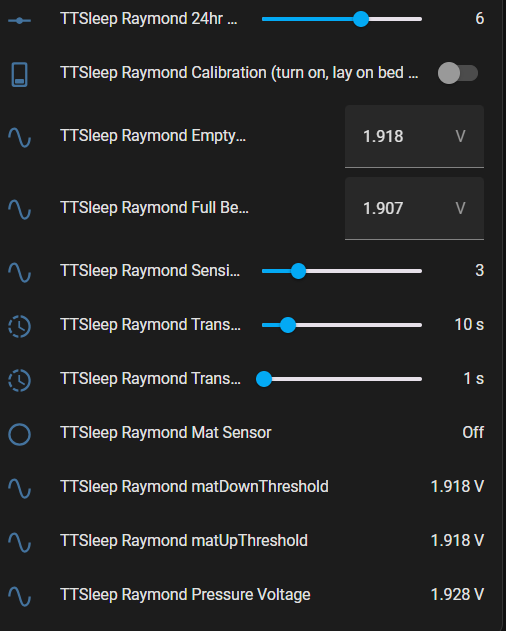 TTSleep Raymond 24hr ... 6
TTSleep Raymond Calibration (turn on, lay on bed ...
TTSleep Raymond Empty... 1.918 V
TTSleep Raymond Full Be... 1.907 V
TTSleep Raymond Sensi... 3
TTSleep Raymond Trans... 10 s
TTSleep Raymond Trans... 1 s
TTSleep Raymond Mat Sensor Off
TTSleep Raymond matDownThreshold 1.918 V
TTSleep Raymond matUpThreshold 1.918 V
TTSleep Raymond Pressure Voltage 1.928 V